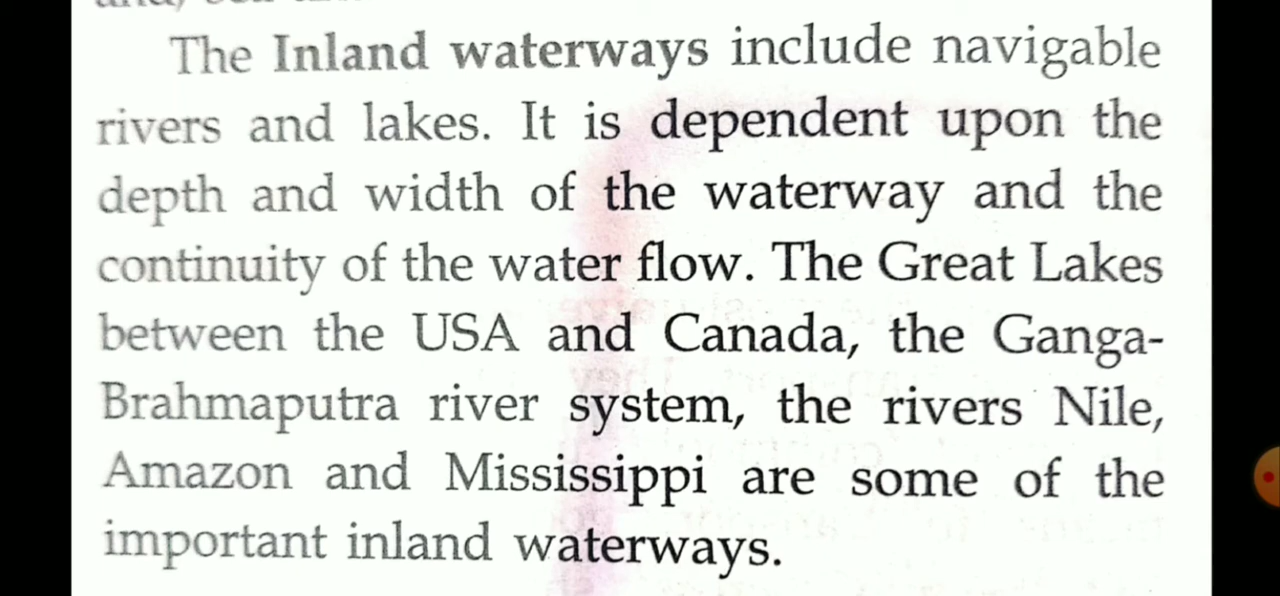 The Inland waterways include navigable
rivers and lakes. It is dependent upon the
depth and width of the waterway and the
continuity of the water flow. The Great Lakes
between the USA and Canada, the Ganga-
Brahmaputra river system, the rivers Nile,
Amazon and Mississippi are some of the
important inland waterways.